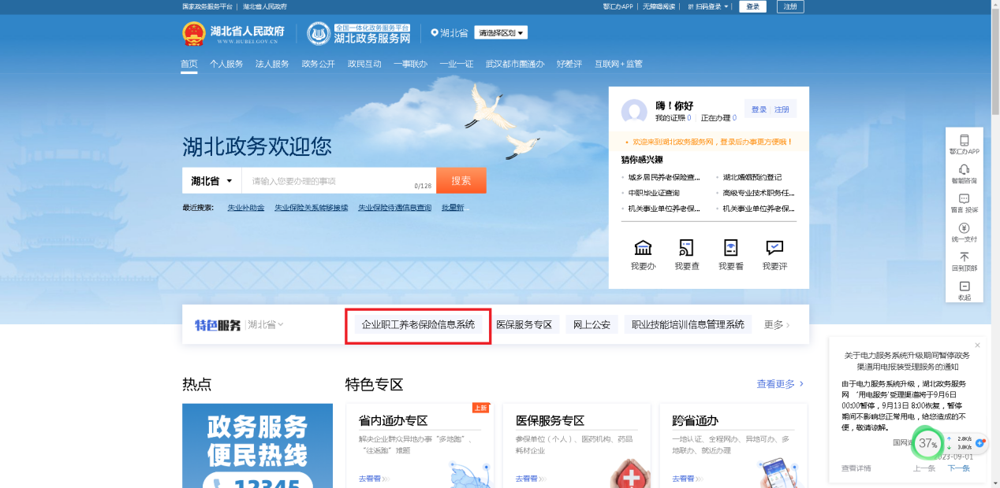 国家政务服务平台 | 湖北省人民政府
鄂汇办APP | 无障碍阅读 | 扫码登录 登录 注册
湖北省人民政府
WWW.HUBEI.GOV.CN
全国一体化政务服务平台
湖北政务服务网
湖北省 请选择区划
首页 个人服务 法人服务 政务公开 政民互动 一事联办 一业一证 武汉都市圈通办 好差评 互联网+监管
湖北政务欢迎您
湖北省 请输入您要办理的事项 0/128 搜索
最近搜索: 失业补助金 失业保险关系转移接续 失业保险待遇信息查询 批量新...
嗨！你好
我的证照 0 正在办理 0
登录 注册
欢迎来到湖北政务服务网，登录后办事更方便哦！
猜你感兴趣
城乡居民养老保险查... 湖北婚姻预约登记
中职毕业证查询 高级专业技术职务任...
机关事业单位养老保... 机关事业单位养老保...
我要办 我要查 我要看 我要评
鄂汇办APP
智能咨询
留言 投诉
统一支付
回到顶部
收起
特色服务 湖北省 企业职工养老保险信息系统 医保服务专区 网上公安 职业技能培训信息管理系统 更多
热点
特色专区 查看更多
政务服务
便民热线
12345
上新
省内通办专区
解决企业群众异地办事“多地跑”、
“往返跑”难题
去看看
医保服务专区
参保单位（个人）、医药机构、药品
耗材企业
去看看
跨省通办
一地认证、全程网办、异地可办、多
地联办、就近办理
去看看
关于电力服务系统升级期间暂停政务
渠道用电报装受理服务的通知
由于电力服务系统升级，湖北政务服务
网 “用电服务”受理渠道将于9月6日
00:00暂停，9月13日 8:00恢复，暂停
期间不影响您正常用电，给您造成的不
便，敬请谅解。
国网
37%
2.8K/s
3.8K/s
2023-09-01
查看详情 上一条 下一条